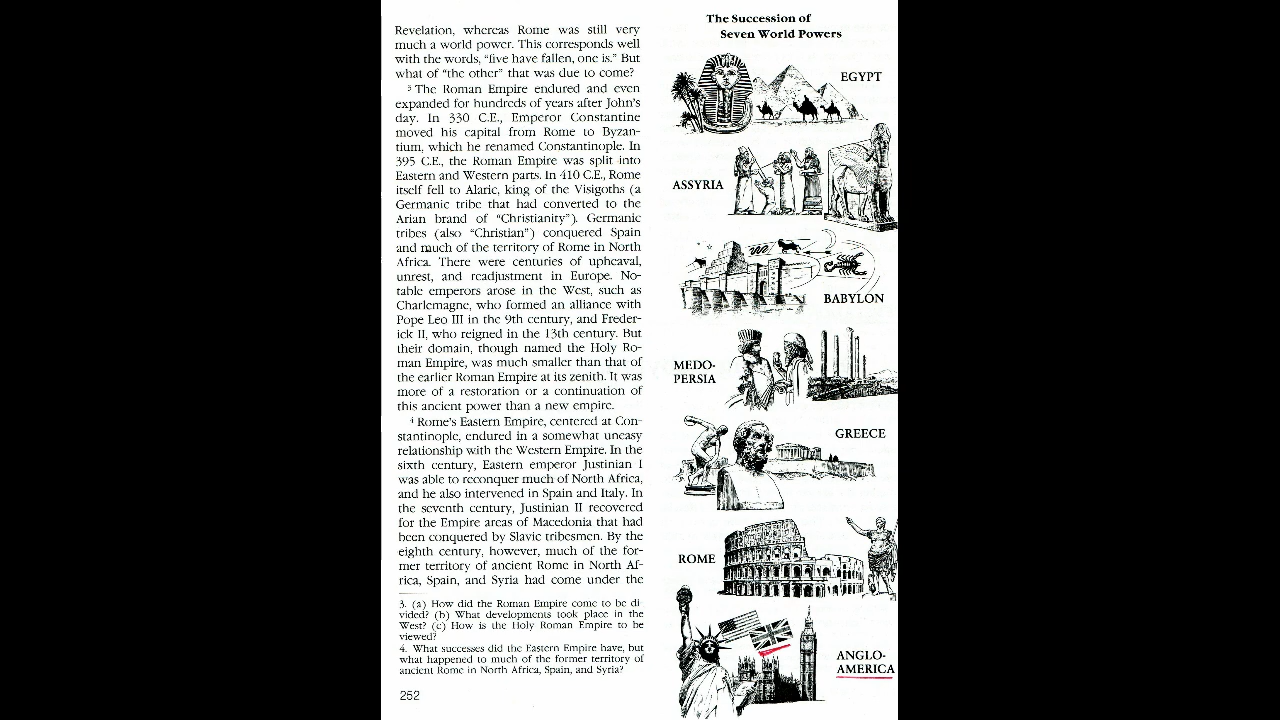 Revelation, whereas Rome was still very
much a world power. This corresponds well
with the words, “five have fallen, one is.” But
what of “the other” that was due to come?
3 The Roman Empire endured and even
expanded for hundreds of years after John’s
day. In 330 C.E., Emperor Constantine
moved his capital from Rome to Byzan-
tium, which he renamed Constantinople. In
395 C.E., the Roman Empire was split into
Eastern and Western parts. In 410 C.E., Rome
itself fell to Alaric, king of the Visigoths (a
Germanic tribe that had converted to the
Arian brand of “Christianity”). Germanic
tribes (also “Christian”) conquered Spain
and much of the territory of Rome in North
Africa. There were centuries of upheaval,
unrest, and readjustment in Europe. No-
table emperors arose in the West, such as
Charlemagne, who formed an alliance with
Pope Leo III in the 9th century, and Freder-
ick II, who reigned in the 13th century. But
their domain, though named the Holy Ro-
man Empire, was much smaller than that of
the earlier Roman Empire at its zenith. It was
more of a restoration or a continuation of
this ancient power than a new empire.
4 Rome’s Eastern Empire, centered at Con-
stantinople, endured in a somewhat uneasy
relationship with the Western Empire. In the
sixth century, Eastern emperor Justinian I
was able to reconquer much of North Africa,
and he also intervened in Spain and Italy. In
the seventh century, Justinian II recovered
for the Empire areas of Macedonia that had
been conquered by Slavic tribesmen. By the
eighth century, however, much of the for-
mer territory of ancient Rome in North Af-
rica, Spain, and Syria had come under the
3. (a) How did the Roman Empire come to be di-
vided? (b) What developments took place in the
West? (c) How is the Holy Roman Empire to be
viewed?
4. What successes did the Eastern Empire have, but
what happened to much of the former territory of
ancient Rome in North Africa, Spain, and Syria?
252
The Succession of
Seven World Powers
EGYPT
ASSYRIA
BABYLON
MEDO-
PERSIA
GREECE
ROME
ANGLO-
AMERICA